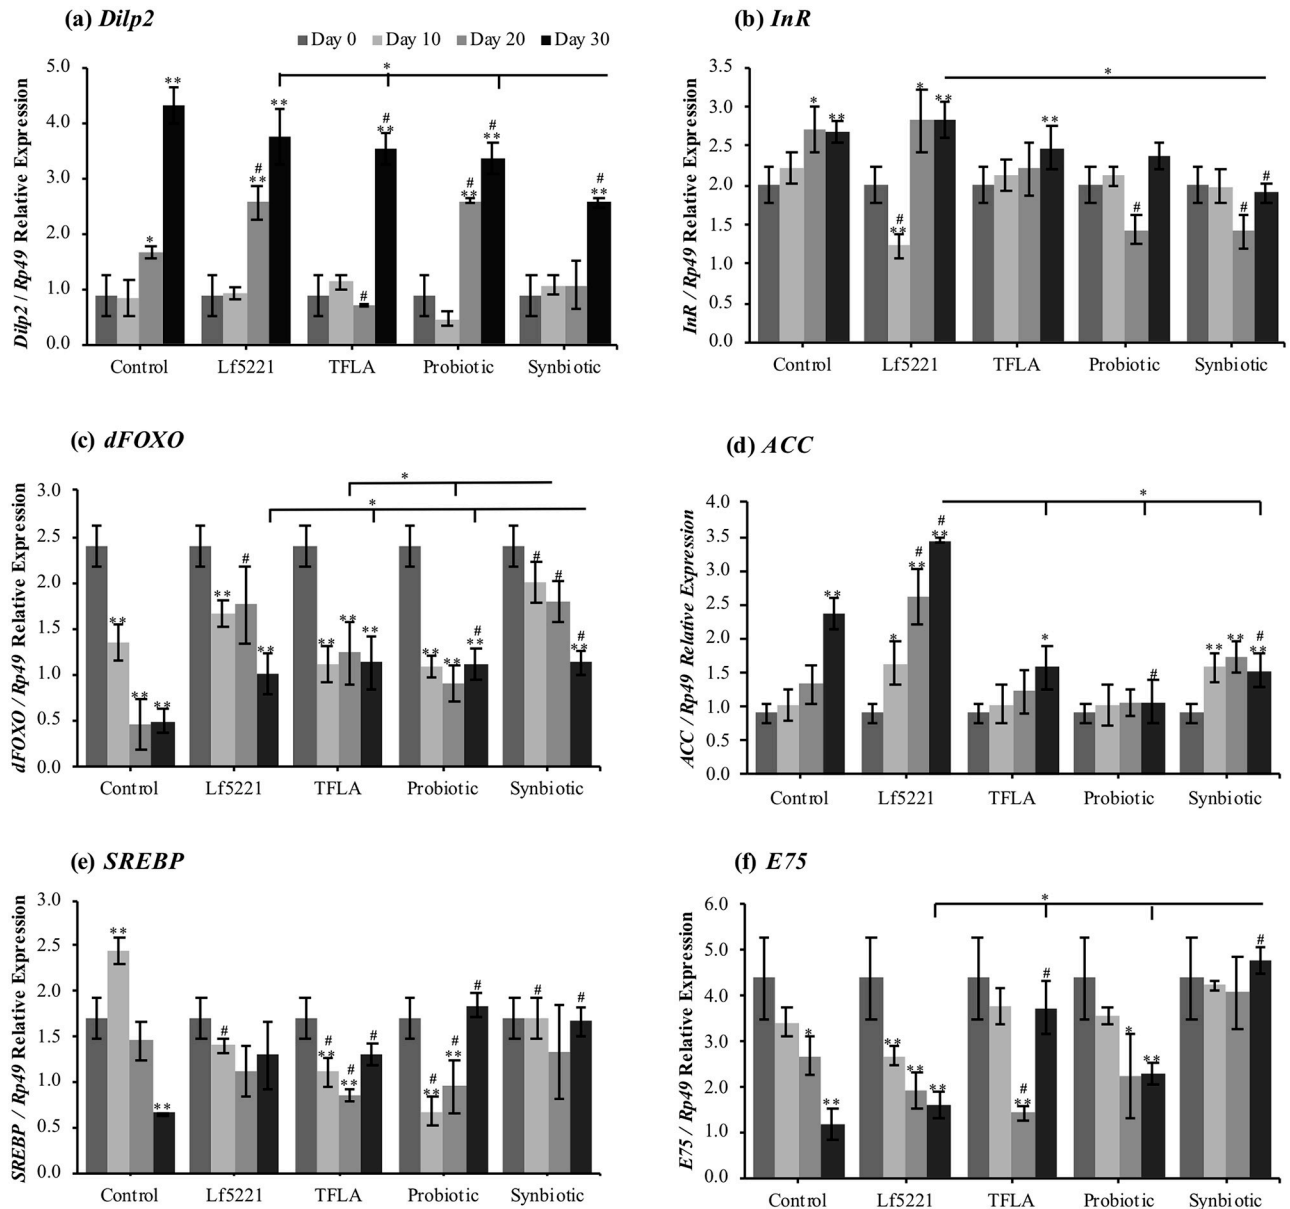 (a) Dilp2
Day 0 Day 10 Day 20 Day 30
Dilp2 / Rp49 Relative Expression
5.0
4.0
3.0
2.0
1.0
0.0
** * ** # ** ** # # ** # ** # ** # ** *
Control Lf5221 TFLA Probiotic Synbiotic
(b) InR
InR / Rp49 Relative Expression
3.5
3.0
2.5
2.0
1.5
1.0
0.5
0.0
* ** # ** * ** ** # # # *
Control Lf5221 TFLA Probiotic Synbiotic
(c) dFOXO
dFOXO / Rp49 Relative Expression
3.0
2.5
2.0
1.5
1.0
0.5
0.0
* *
** ** ** ** # ** ** ** ** ** ** # ** # # # **
Control Lf5221 TFLA Probiotic Synbiotic
(d) ACC
ACC / Rp49 Relative Expression
4.0
3.5
3.0
2.5
2.0
1.5
1.0
0.5
0.0
** * # ** # ** * # ** ** # ** *
Control Lf5221 TFLA Probiotic Synbiotic
(e) SREBP
SREBP / Rp49 Relative Expression
3.0
2.5
2.0
1.5
1.0
0.5
0.0
** ** # # ** # ** # # ** # ** # # #
Control Lf5221 TFLA Probiotic Synbiotic
(f) E75
E75 / Rp49 Relative Expression
6.0
5.0
4.0
3.0
2.0
1.0
0.0
* ** ** ** ** # ** # * ** # *
Control Lf5221 TFLA Probiotic Synbiotic